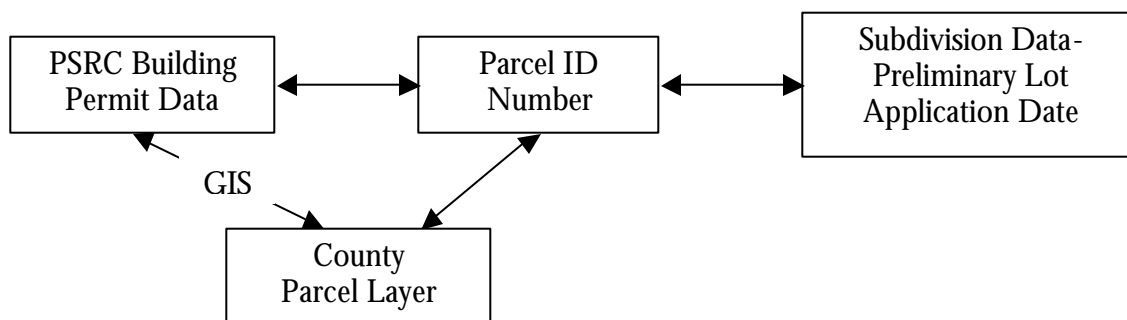 PSRC Building
Permit Data
Parcel ID
Number
Subdivision Data-
Preliminary Lot
Application Date
GIS
County
Parcel Layer